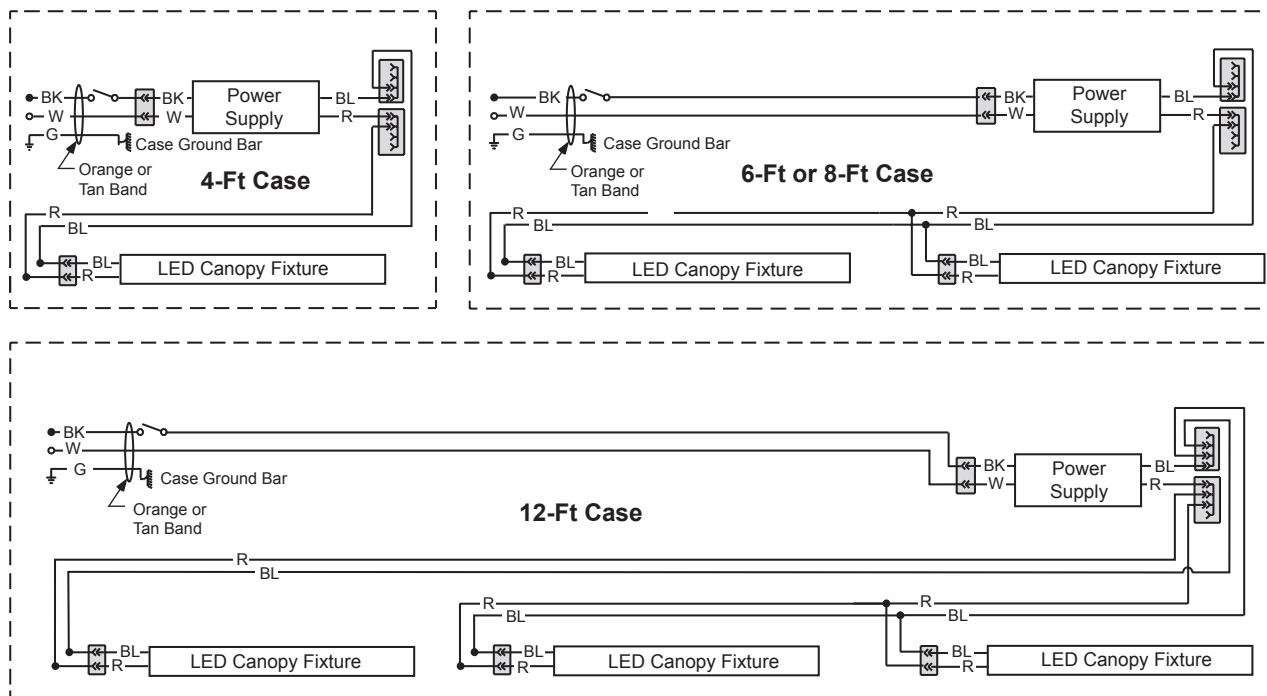 BK
BK
Power
Supply
BL
W
W
R
G
Case Ground Bar
Orange or
Tan Band
4-Ft Case
R
BL
BL
R
LED Canopy Fixture
BK
BK
Power
Supply
BL
W
W
R
G
Case Ground Bar
Orange or
Tan Band
6-Ft or 8-Ft Case
R
R
BL
BL
BL
R
LED Canopy Fixture
BL
R
LED Canopy Fixture
BK
W
G
Case Ground Bar
Orange or
Tan Band
BK
W
Power
Supply
BL
R
12-Ft Case
R
BL
R
R
BL
BL
BL
R
LED Canopy Fixture
BL
R
LED Canopy Fixture
BL
R
LED Canopy Fixture